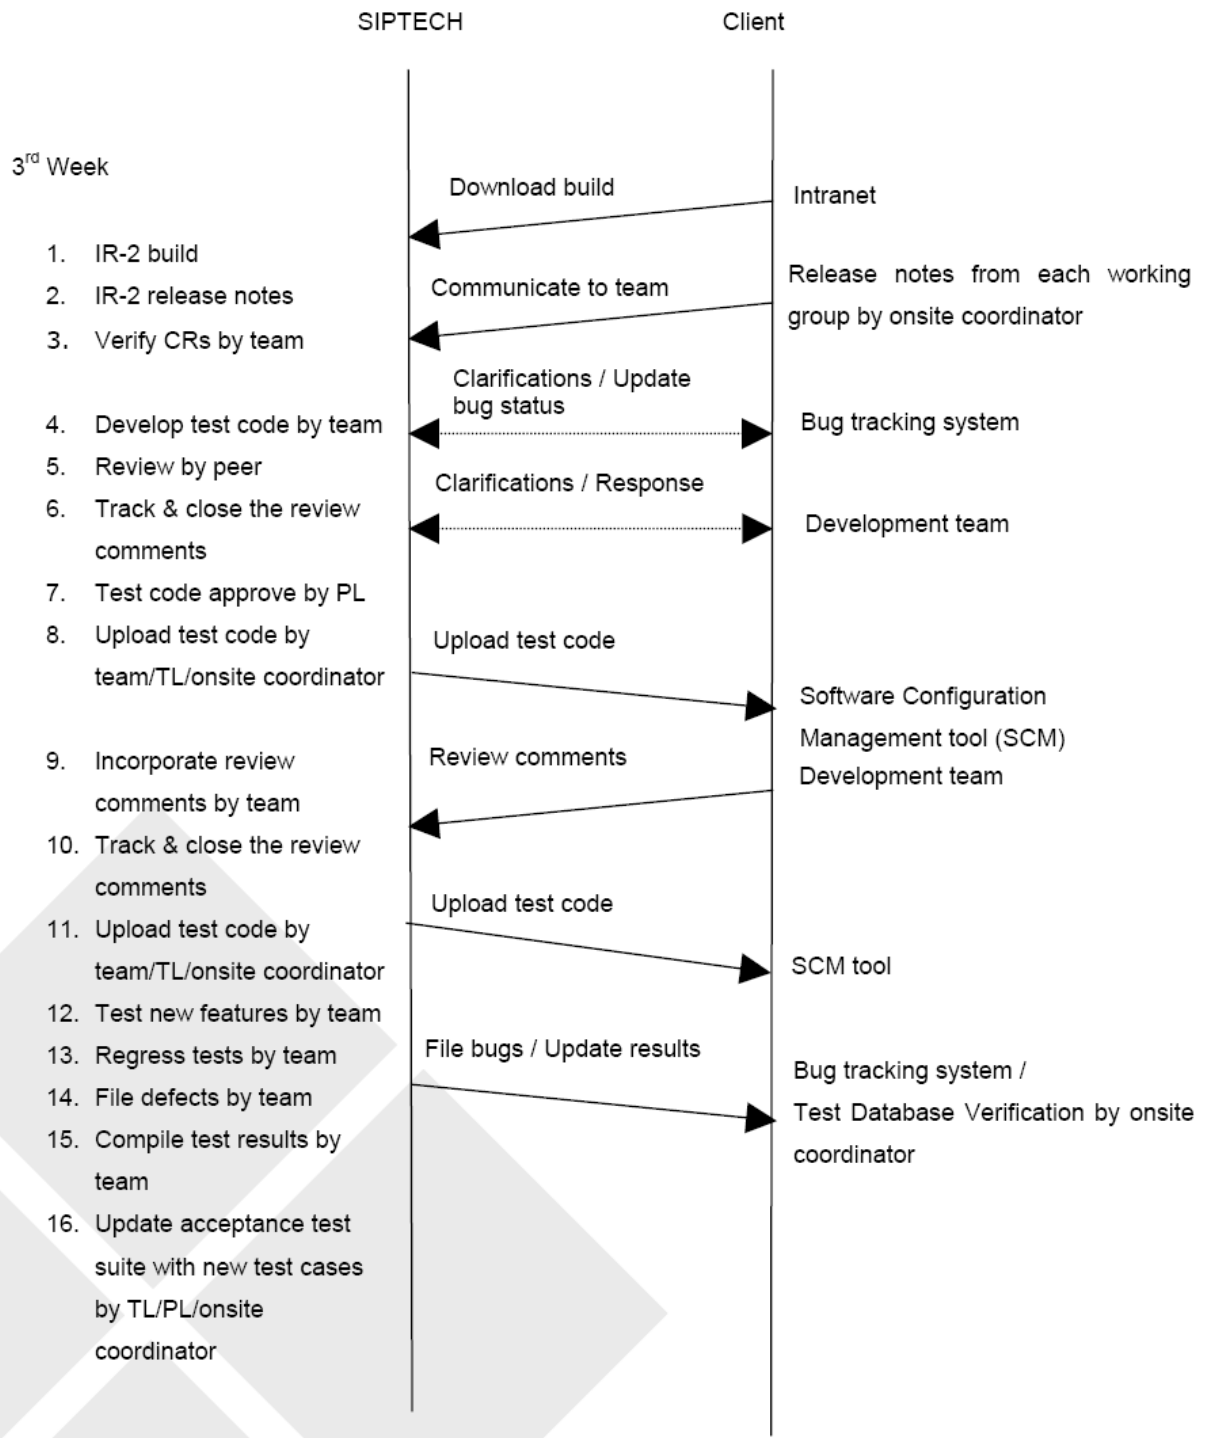 SIPTECH
Client
3rd Week
Download build
Intranet
1. IR-2 build
2. IR-2 release notes
3. Verify CRs by team
Communicate to team
Release notes from each working
group by onsite coordinator
Clarifications / Update
bug status
Bug tracking system
4. Develop test code by team
5. Review by peer
6. Track & close the review
comments
Clarifications / Response
Development team
7. Test code approve by PL
8. Upload test code by
team/TL/onsite coordinator
Upload test code
Software Configuration
Management tool (SCM)
Development team
9. Incorporate review
comments by team
Review comments
10. Track & close the review
comments
11. Upload test code by
team/TL/onsite coordinator
Upload test code
SCM tool
12. Test new features by team
13. Regress tests by team
14. File defects by team
15. Compile test results by
team
File bugs / Update results
Bug tracking system /
Test Database Verification by onsite
coordinator
16. Update acceptance test
suite with new test cases
by TL/PL/onsite
coordinator